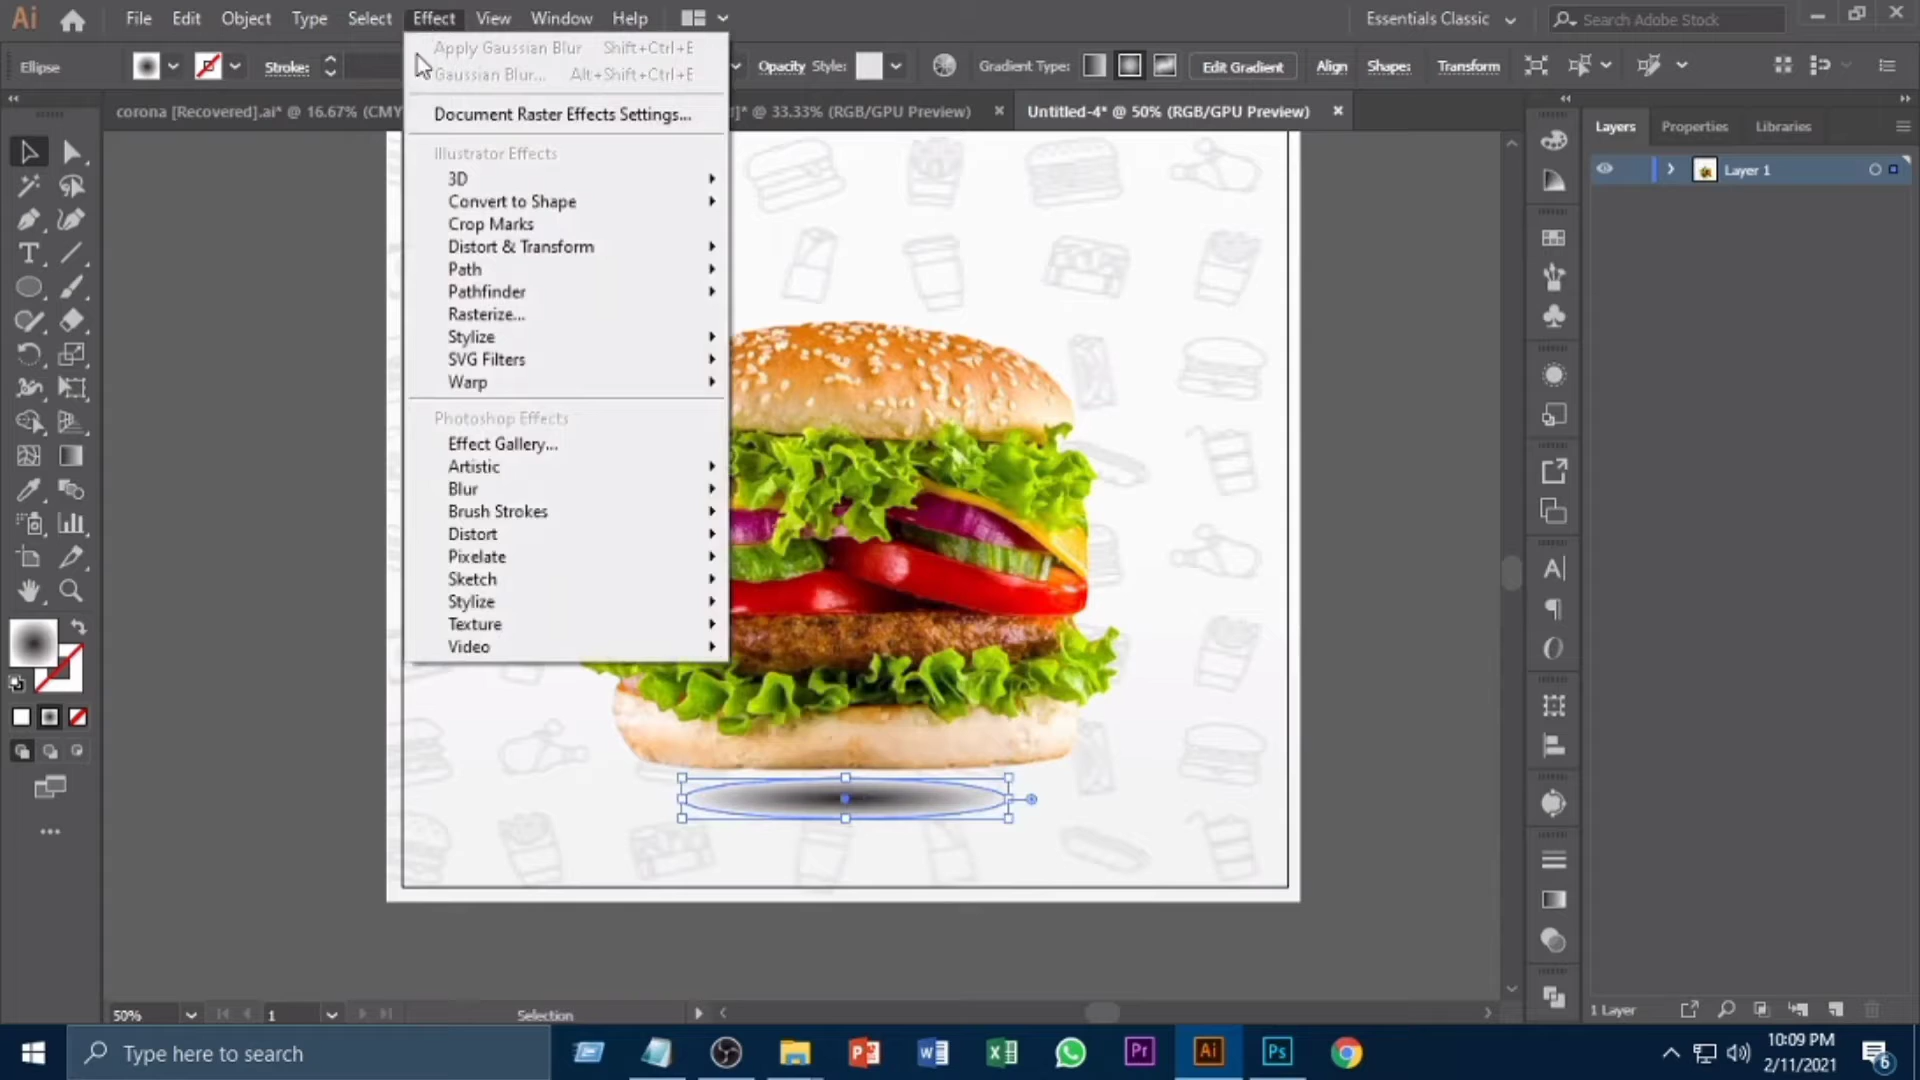 Ai File Edit Object Type Select Effect View Window Help Essentials Classic Search Adobe Stock
Ellipse Stroke: Opacity Style: Gradient Type: Edit Gradient Align Shape: Transform
corona [Recovered].ai* @ 16.67% (CMY ]* @ 33.33% (RGB/GPU Preview) Untitled-4* @ 50% (RGB/GPU Preview)
Apply Gaussian Blur Shift+Ctrl+E
Gaussian Blur... Alt+Shift+Ctrl+E
Document Raster Effects Settings...
Illustrator Effects
3D
Convert to Shape
Crop Marks
Distort & Transform
Path
Pathfinder
Rasterize...
Stylize
SVG Filters
Warp
Photoshop Effects
Effect Gallery...
Artistic
Blur
Brush Strokes
Distort
Pixelate
Sketch
Stylize
Texture
Video
Layers Properties Libraries
Layer 1
50% 1 Selection
1 Layer
Type here to search
Pr Ai Ps
10:09 PM
2/11/2021
6